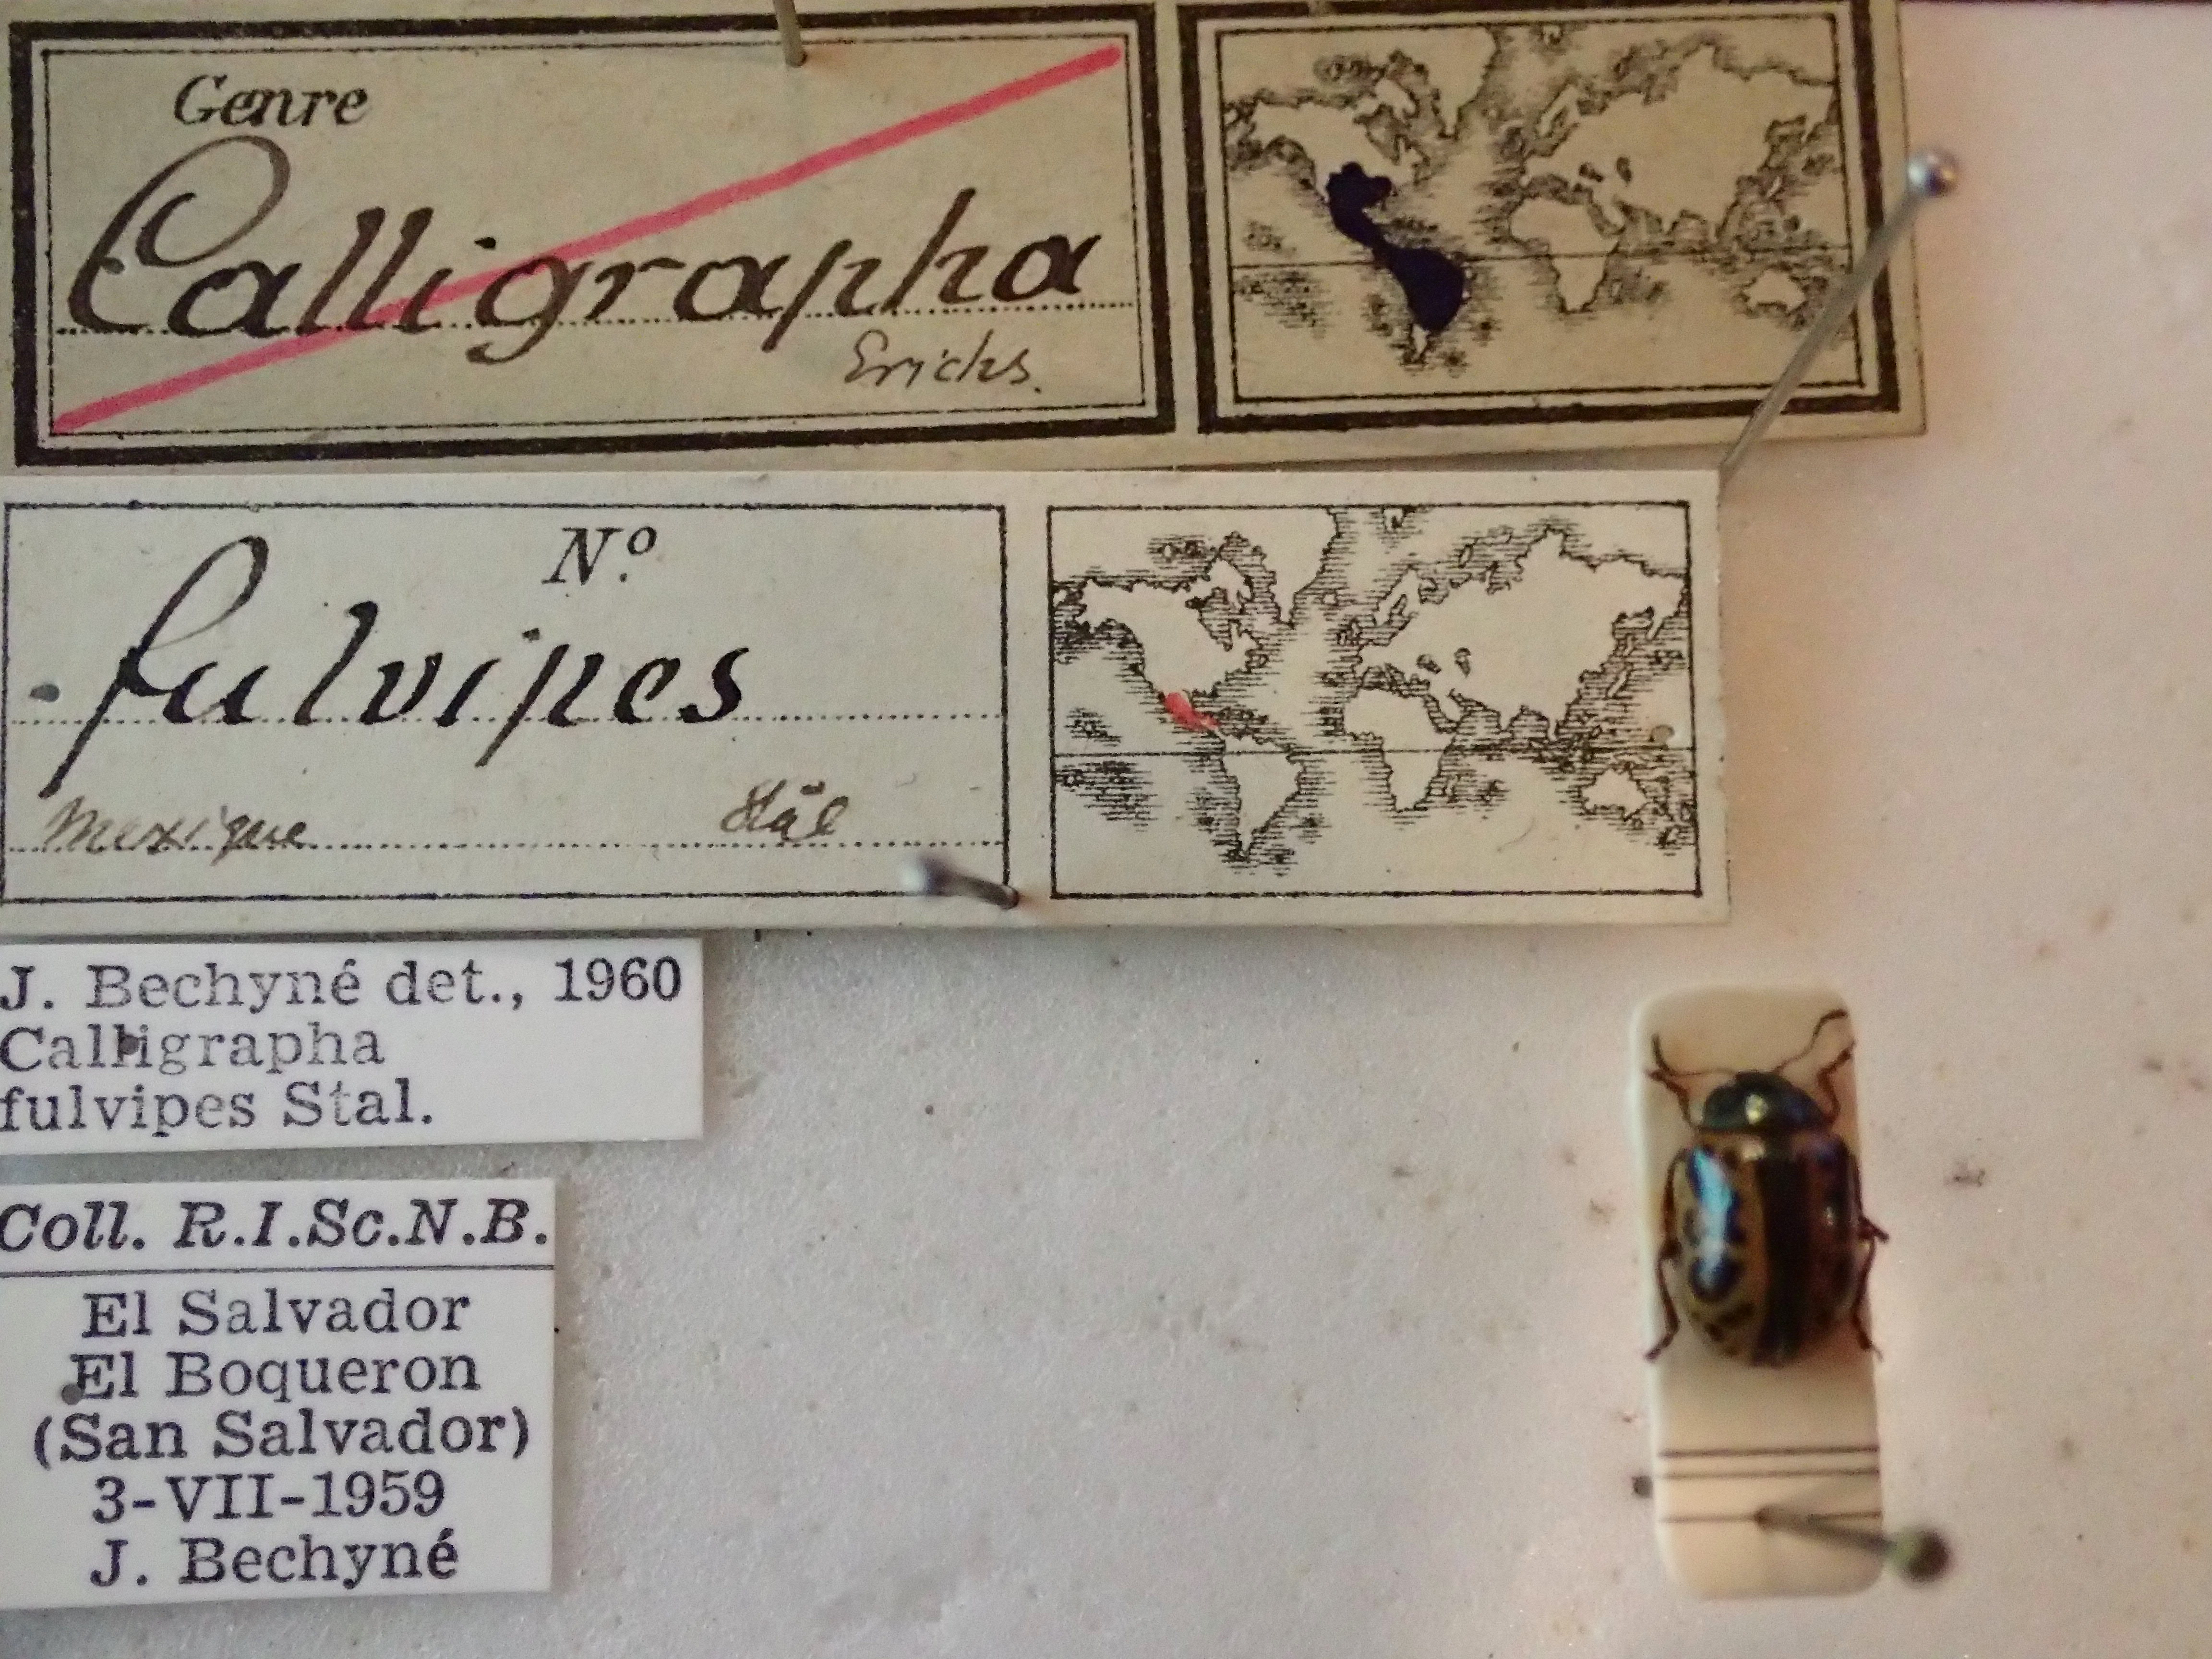 Genre
Calligrapha
Erichs.
Nº
fulvipes
Mexique Stål
J. Bechyné det., 1960
Calligrapha
fulvipes Stal.
Coll. R.I.Sc.N.B.
El Salvador
El Boqueron
(San Salvador)
3-VII-1959
J. Bechyné